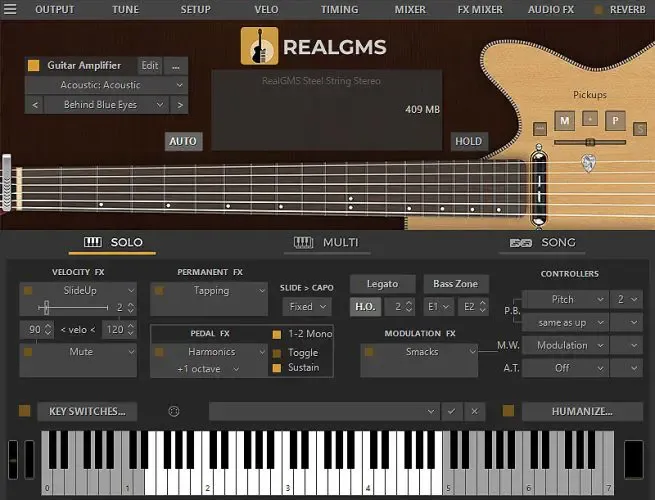 OUTPUT TUNE SETUP VELO TIMING MIXER FX MIXER AUDIO FX REVERB
REALGMS
Guitar Amplifier Edit ...
Acoustic: Acoustic
< Behind Blue Eyes >
RealGMS Steel String Stereo
409 MB
AUTO
HOLD
Pickups
M P S
SOLO MULTI SONG
VELOCITY FX PERMANENT FX CONTROLLERS
SlideUp Tapping SLIDE > CAPO Legato Bass Zone
2 Fixed H.O. 2 E1 E2 Pitch 2
P.B.
same as up
90 < velo < 120 PEDAL FX 1-2 Mono MODULATION FX M.W. Modulation
Mute Harmonics Toggle Smacks
+1 octave Sustain A.T. Off
KEY SWITCHES... HUMANIZE...
0 1 2 3 4 5 6 7